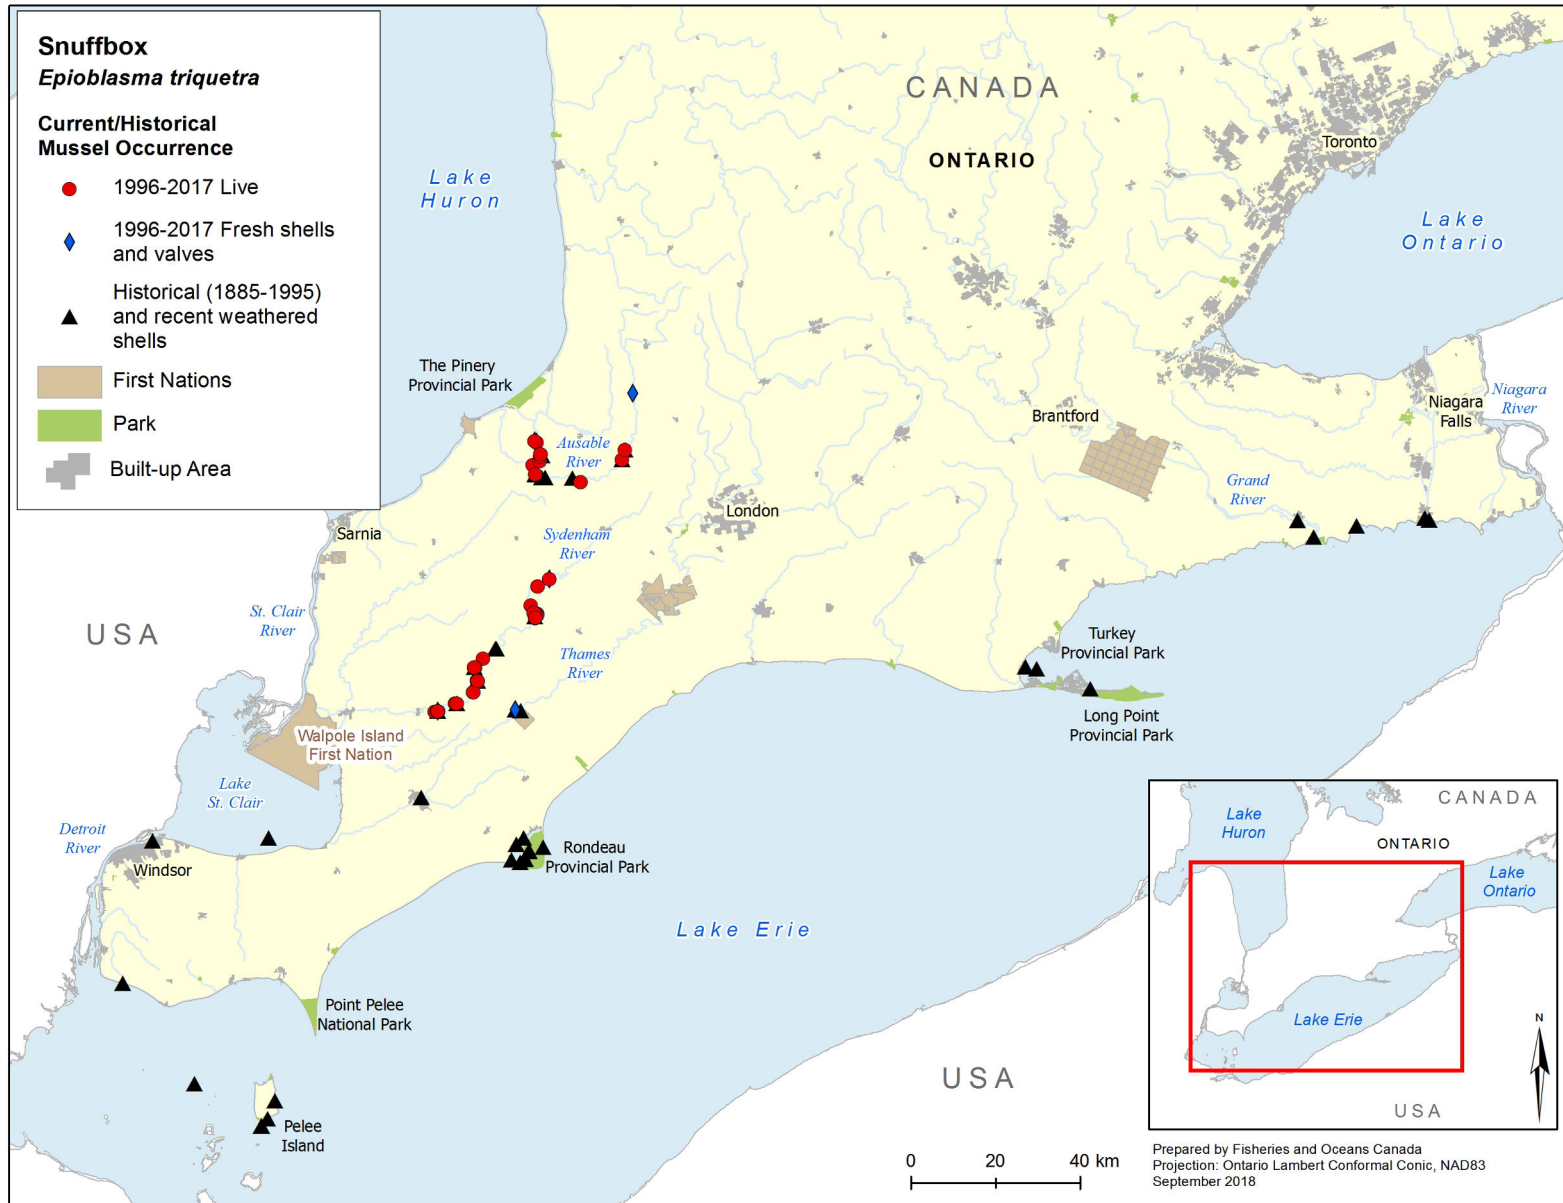 Snuffbox
Epioblasma triquetra
Current/Historical
Mussel Occurrence
1996-2017 Live
1996-2017 Fresh shells
and valves
Historical (1885-1995)
and recent weathered
shells
First Nations
Park
Built-up Area
CANADA
ONTARIO
Toronto
Lake
Huron
Lake
Ontario
The Pinery
Provincial Park
Brantford
Niagara
Falls
Niagara
River
Ausable
River
Grand
River
London
Sarnia
Sydenham
River
St. Clair
River
USA
Thames
River
Turkey
Provincial Park
Long Point
Provincial Park
Walpole Island
First Nation
Lake
St. Clair
Detroit
River
Windsor
Rondeau
Provincial Park
Lake Erie
Point Pelee
National Park
Pelee
Island
USA
0 20 40 km
CANADA
Lake
Huron
ONTARIO
Lake
Ontario
Lake Erie
USA
N
Prepared by Fisheries and Oceans Canada
Projection: Ontario Lambert Conformal Conic, NAD83
September 2018